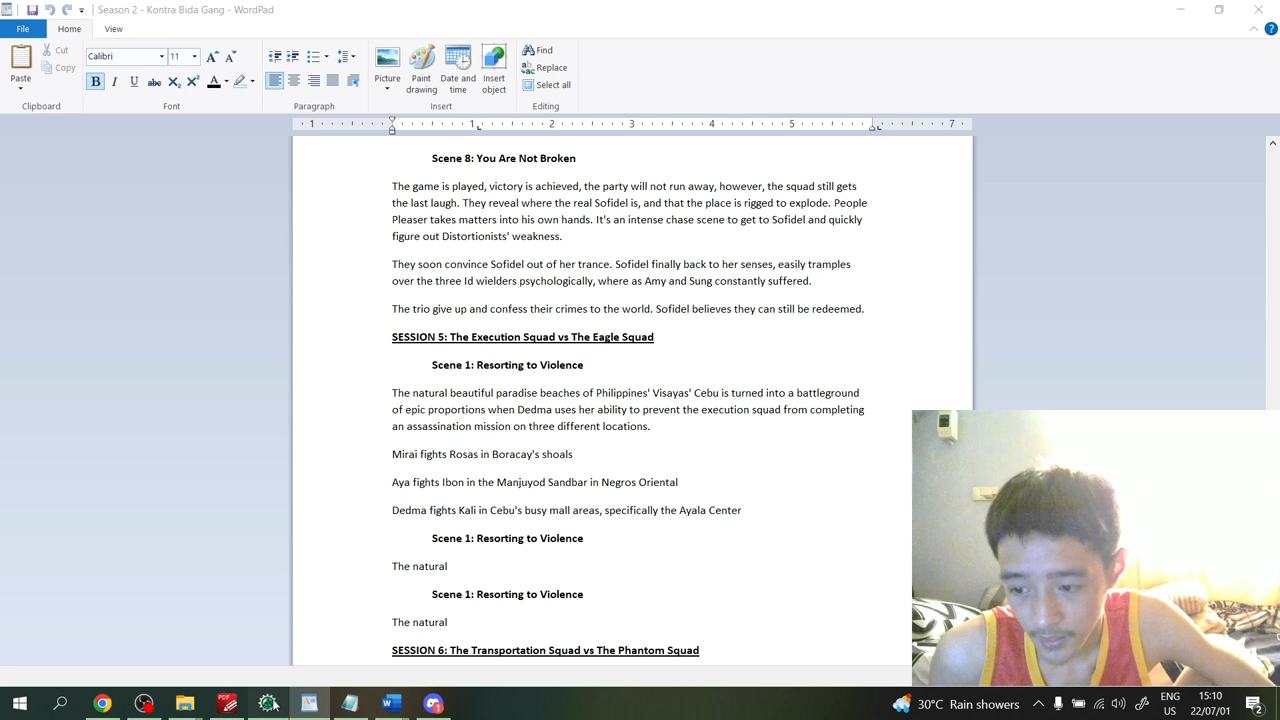 Season 2 - Kontra Bida Gang - WordPad
File
Home
View
Paste
Cut
Copy
Clipboard
Calibri
11
B I U abc X₂ X² A
Font
Paragraph
Picture
Paint drawing
Date and time
Insert object
Insert
Find
Replace
Select all
Editing
1 1 2 3 4 5 7
Scene 8: You Are Not Broken
The game is played, victory is achieved, the party will not run away, however, the squad still gets
the last laugh. They reveal where the real Sofidel is, and that the place is rigged to explode. People
Pleaser takes matters into his own hands. It's an intense chase scene to get to Sofidel and quickly
figure out Distortionists' weakness.
They soon convince Sofidel out of her trance. Sofidel finally back to her senses, easily tramples
over the three Id wielders psychologically, where as Amy and Sung constantly suffered.
The trio give up and confess their crimes to the world. Sofidel believes they can still be redeemed.
SESSION 5: The Execution Squad vs The Eagle Squad
Scene 1: Resorting to Violence
The natural beautiful paradise beaches of Philippines' Visayas' Cebu is turned into a battleground
of epic proportions when Dedma uses her ability to prevent the execution squad from completing
an assassination mission on three different locations.
Mirai fights Rosas in Boracay's shoals
Aya fights Ibon in the Manjuyod Sandbar in Negros Oriental
Dedma fights Kali in Cebu's busy mall areas, specifically the Ayala Center
Scene 1: Resorting to Violence
The natural
Scene 1: Resorting to Violence
The natural
SESSION 6: The Transportation Squad vs The Phantom Squad
30°C Rain showers
ENG
US
15:10
22/07/01
2